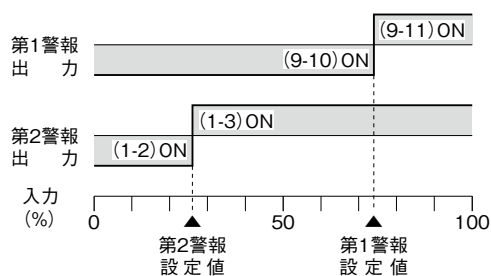 第1警報
出 力
(9-11)ON
(9-10)ON
第2警報
出 力
(1-3)ON
(1-2)ON
入力
(%)
0
50
100
第2警報
設定値
第1警報
設定値